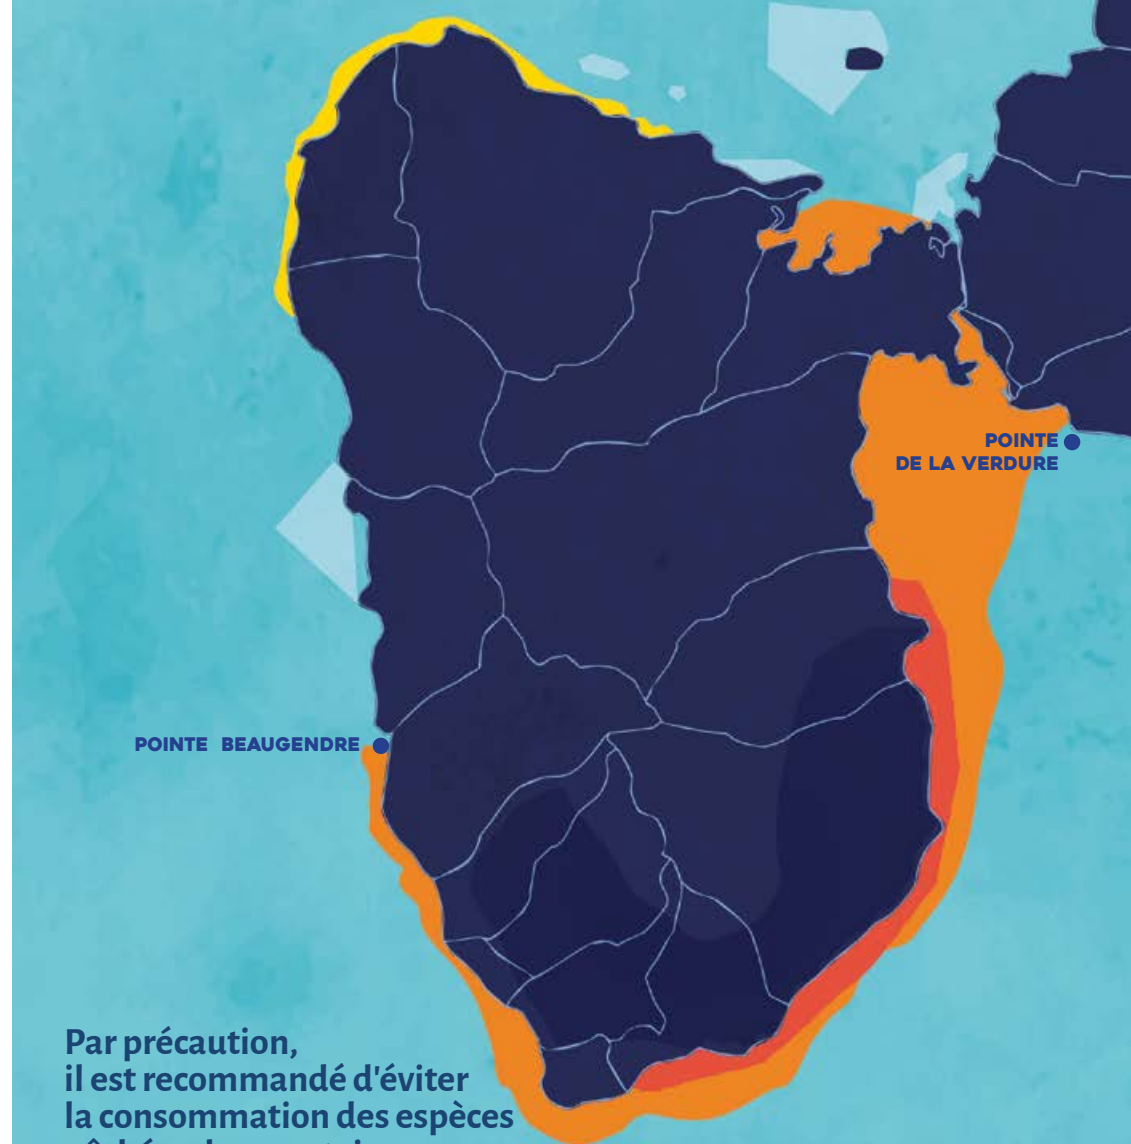 POINTE
DE LA VERDURE
POINTE BEAUGENDRE
Par précaution,
il est recommandé d'éviter
la consommation des espèces